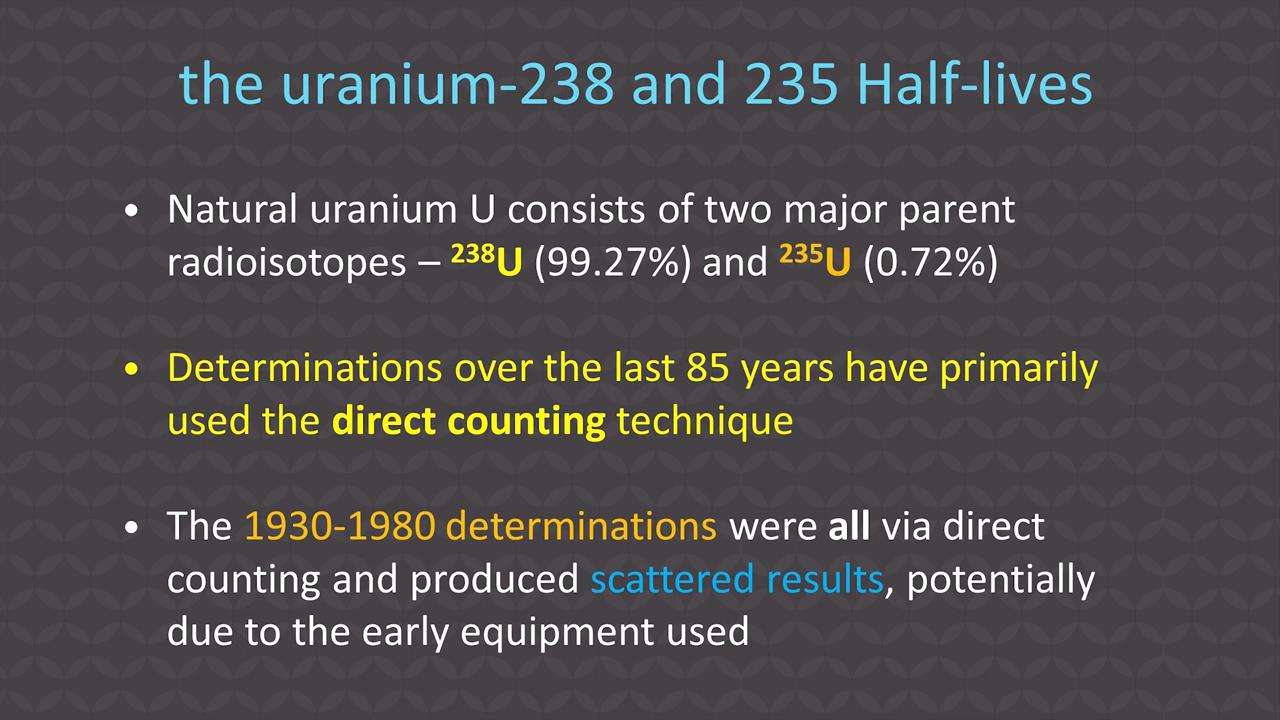 the uranium-238 and 235 Half-lives
• Natural uranium U consists of two major parent
radioisotopes – ²³⁸U (99.27%) and ²³⁵U (0.72%)
• Determinations over the last 85 years have primarily
used the direct counting technique
• The 1930-1980 determinations were all via direct
counting and produced scattered results, potentially
due to the early equipment used